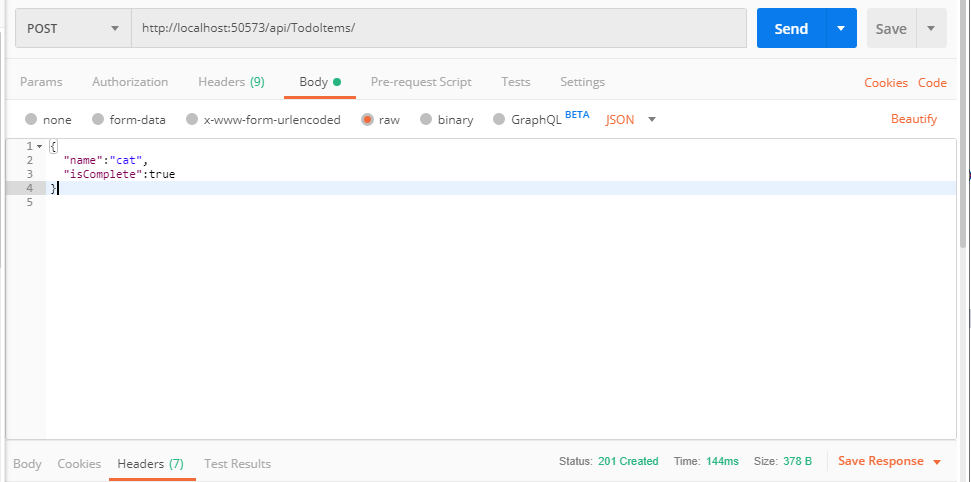 POST http://localhost:50573/api/TodoItems/ Send Save
Params Authorization Headers (9) Body Pre-request Script Tests Settings Cookies Code
none form-data x-www-form-urlencoded raw binary GraphQL BETA JSON Beautify
1 {
2 "name":"cat",
3 "isComplete":true
4 }
5
Body Cookies Headers (7) Test Results Status: 201 Created Time: 144ms Size: 378 B Save Response